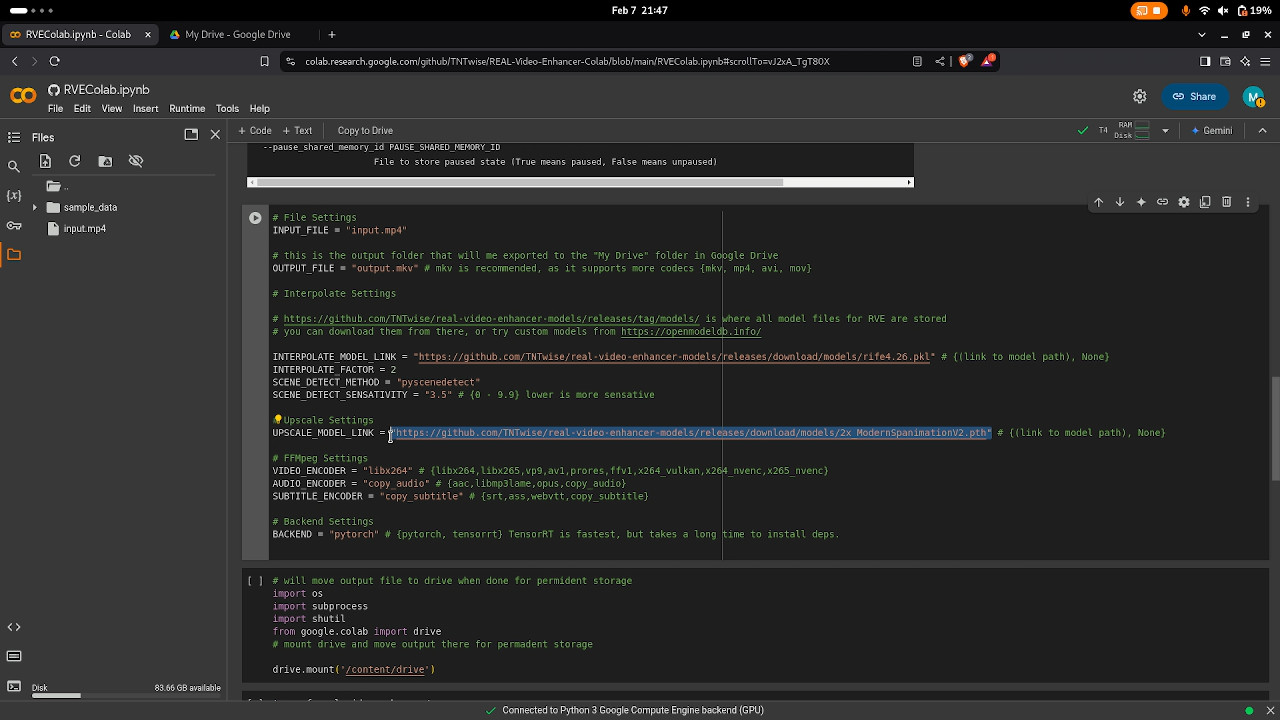 Feb 7 21:47
19%
RVEColab.ipynb - Colab
My Drive - Google Drive
colab.research.google.com/github/TNTwise/REAL-Video-Enhancer-Colab/blob/main/RVEColab.ipynb#scrollTo=vJ2xA_TgT80X
RVEColab.ipynb
File Edit View Insert Runtime Tools Help
Share
M
Files
+ Code + Text Copy to Drive
T4 RAM Disk
Gemini
..
sample_data
input.mp4
--pause_shared_memory_id PAUSE_SHARED_MEMORY_ID
File to store paused state (True means paused, False means unpaused)
# File Settings
INPUT_FILE = "input.mp4"
# this is the output folder that will me exported to the "My Drive" folder in Google Drive
OUTPUT_FILE = "output.mkv" # mkv is recommended, as it supports more codecs {mkv, mp4, avi, mov}
# Interpolate Settings
# https://github.com/TNTwise/real-video-enhancer-models/releases/tag/models/ is where all model files for RVE are stored
# you can download them from there, or try custom models from https://openmodeldb.info/
INTERPOLATE_MODEL_LINK = "https://github.com/TNTwise/real-video-enhancer-models/releases/download/models/rife4.26.pkl" # {(link to model path), None}
INTERPOLATE_FACTOR = 2
SCENE_DETECT_METHOD = "pyscenedetect"
SCENE_DETECT_SENSATIVITY = "3.5" # {0 - 9.9} lower is more sensative
Upscale Settings
UPSCALE_MODEL_LINK = "https://github.com/TNTwise/real-video-enhancer-models/releases/download/models/2x_ModernSpanimationV2.pth" # {(link to model path), None}
# FFMpeg Settings
VIDEO_ENCODER = "libx264" # {libx264,libx265,vp9,av1,prores,ffv1,x264_vulkan,x264_nvenc,x265_nvenc}
AUDIO_ENCODER = "copy_audio" # {aac,libmp3lame,opus,copy_audio}
SUBTITLE_ENCODER = "copy_subtitle" # {srt,ass,webvtt,copy_subtitle}
# Backend Settings
BACKEND = "pytorch" # {pytorch, tensorrt} TensorRT is fastest, but takes a long time to install deps.
[ ] # will move output file to drive when done for permident storage
import os
import subprocess
import shutil
from google.colab import drive
# mount drive and move output there for permadent storage
drive.mount('/content/drive')
Disk 83.66 GB available
Connected to Python 3 Google Compute Engine backend (GPU)